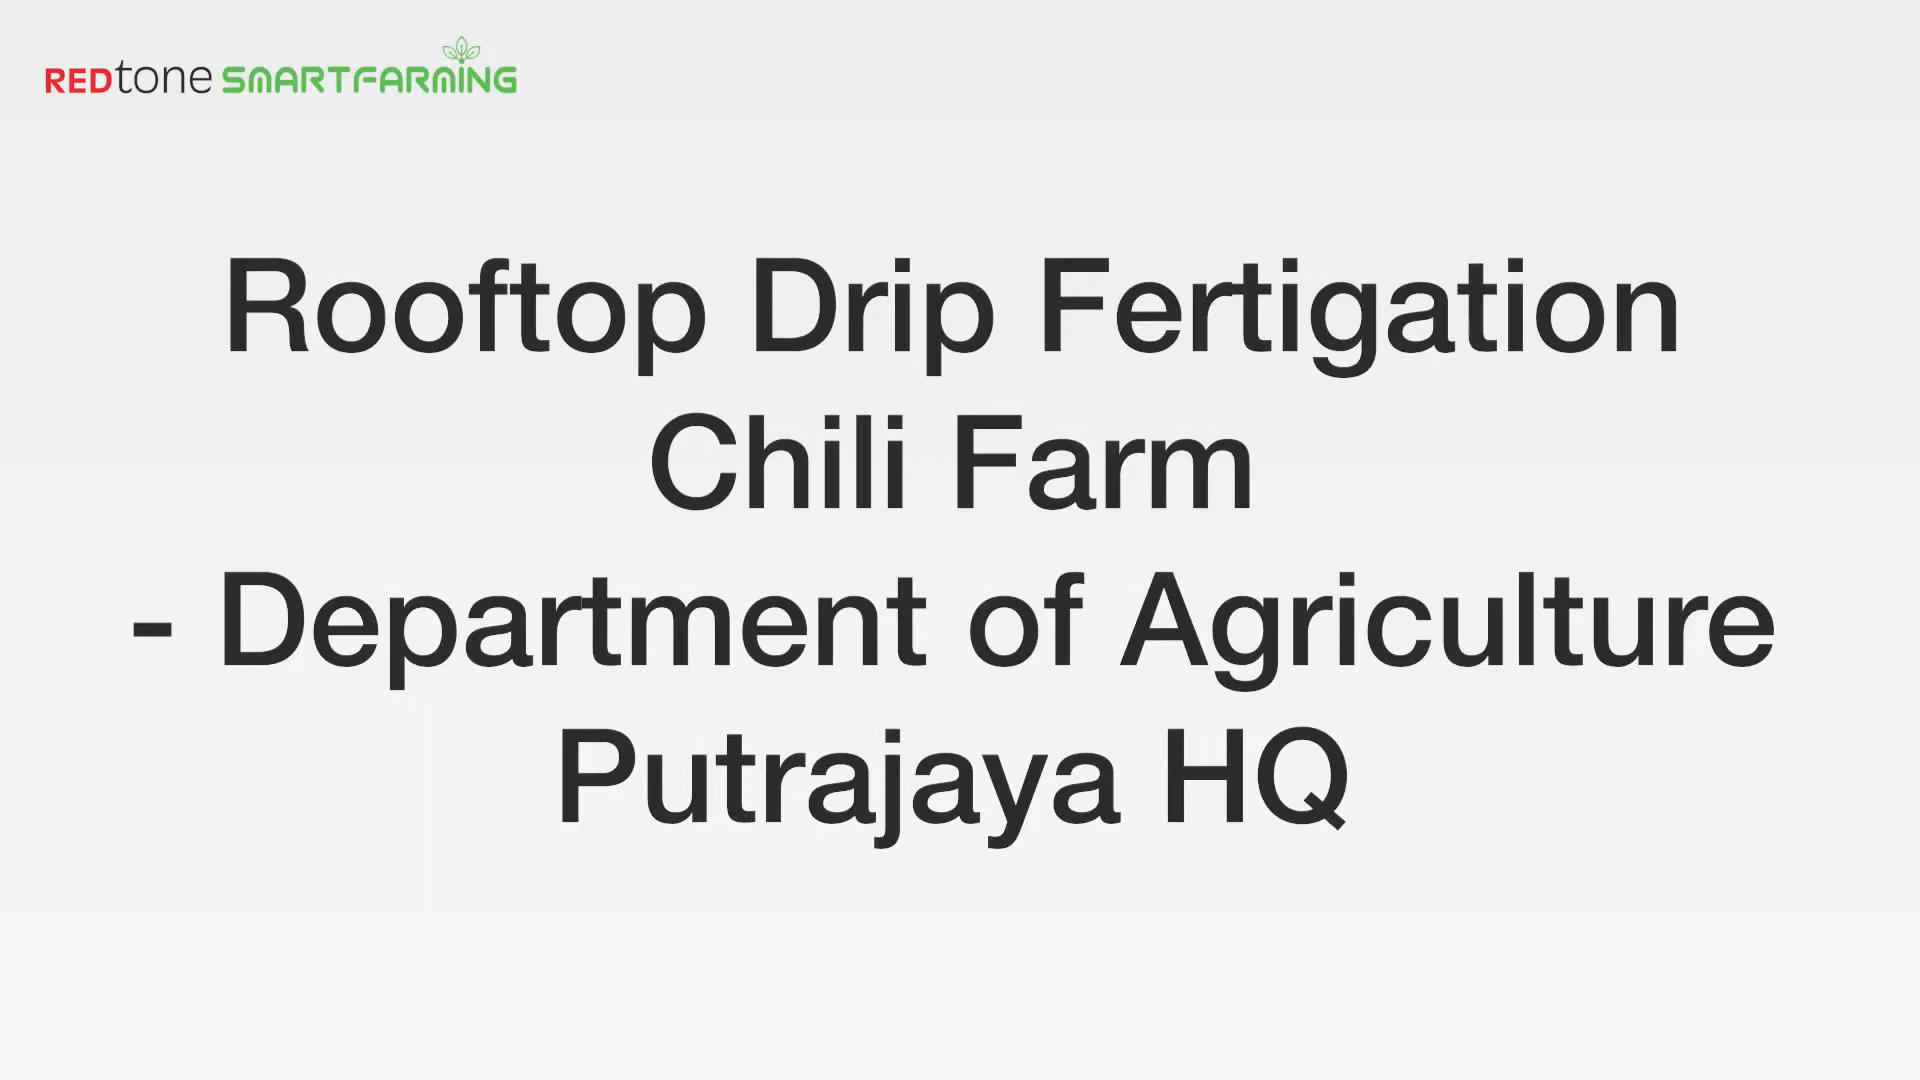 REDtone SMARTFARMING
Rooftop Drip Fertigation
Chili Farm
- Department of Agriculture
Putrajaya HQ